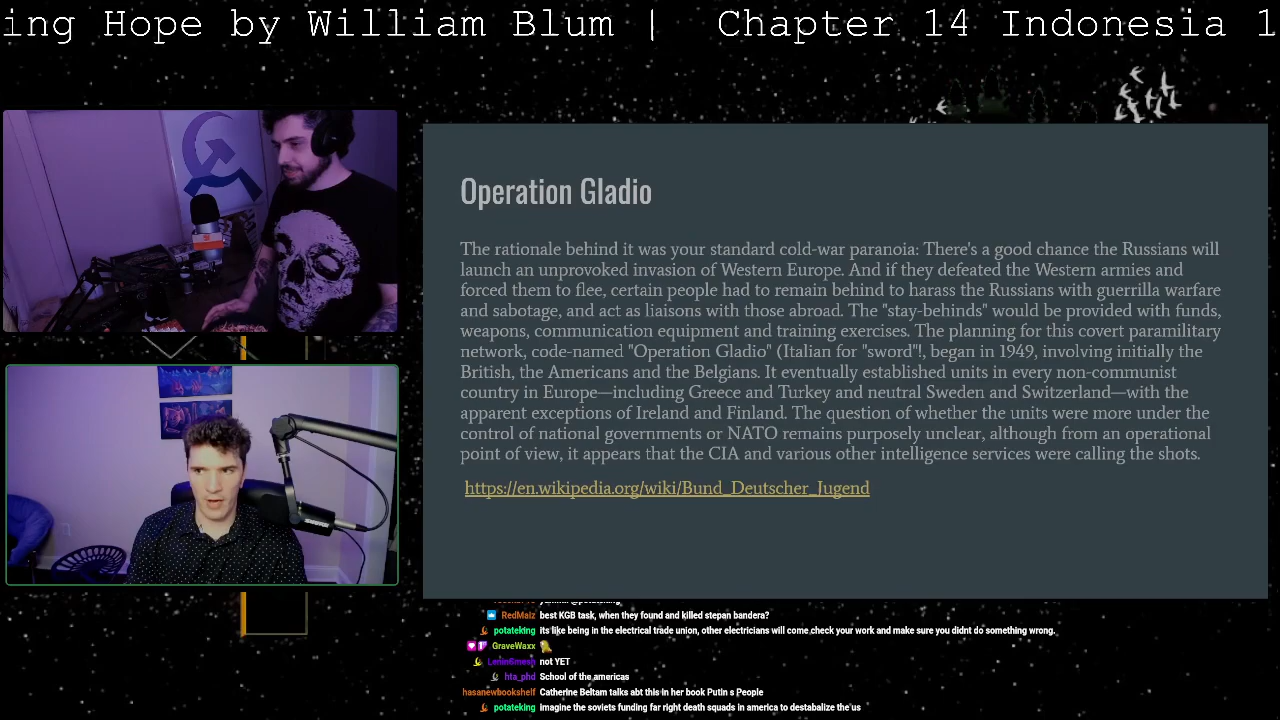 ing Hope by William Blum | Chapter 14 Indonesia 1
Operation Gladio
The rationale behind it was your standard cold-war paranoia: There's a good chance the Russians will
launch an unprovoked invasion of Western Europe. And if they defeated the Western armies and
forced them to flee, certain people had to remain behind to harass the Russians with guerrilla warfare
and sabotage, and act as liaisons with those abroad. The "stay-behinds" would be provided with funds,
weapons, communication equipment and training exercises. The planning for this covert paramilitary
network, code-named "Operation Gladio" (Italian for "sword"!, began in 1949, involving initially the
British, the Americans and the Belgians. It eventually established units in every non-communist
country in Europe—including Greece and Turkey and neutral Sweden and Switzerland—with the
apparent exceptions of Ireland and Finland. The question of whether the units were more under the
control of national governments or NATO remains purposely unclear, although from an operational
point of view, it appears that the CIA and various other intelligence services were calling the shots.
https://en.wikipedia.org/wiki/Bund_Deutscher_Jugend
RedMalz best KGB task, when they found and killed stepan bandera?
potateking its like being in the electrical trade union, other electricians will come check your work and make sure you didnt do something wrong.
GraveWaxx
not YET
hta_phd School of the americas
hasanewbookshelf Catherine Beltam talks abt this in her book Putin s People
potateking imagine the soviets funding far right death squads in america to destabalize the us